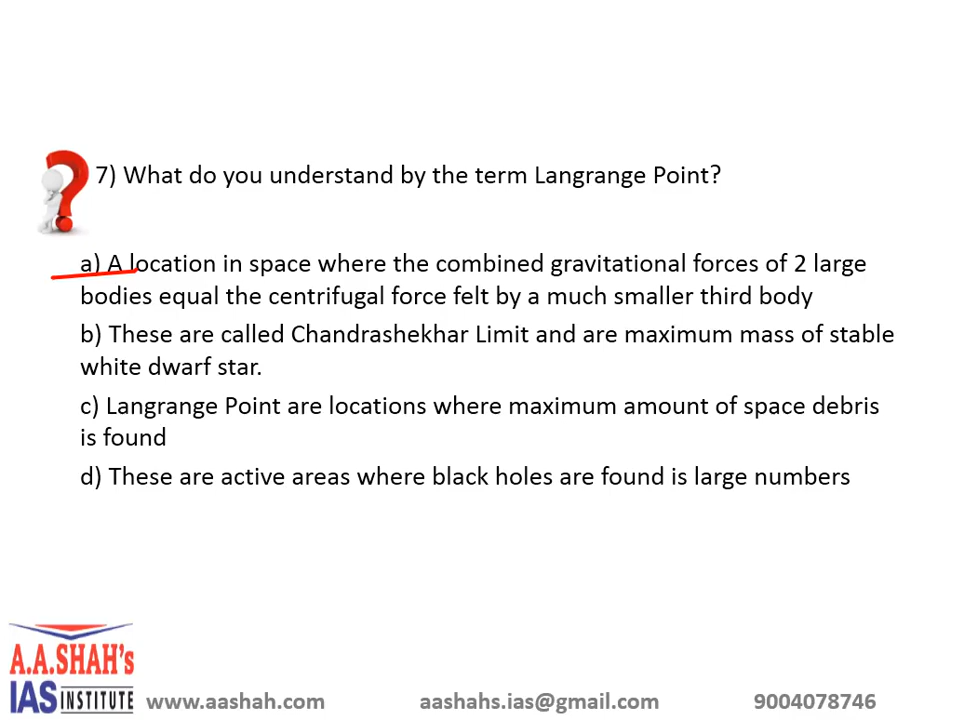 7) What do you understand by the term Langrange Point?
a) A location in space where the combined gravitational forces of 2 large
bodies equal the centrifugal force felt by a much smaller third body
b) These are called Chandrashekhar Limit and are maximum mass of stable
white dwarf star.
c) Langrange Point are locations where maximum amount of space debris
is found
d) These are active areas where black holes are found is large numbers
A.A.SHAH's
IAS INSTITUTE
www.aashah.com aashahs.ias@gmail.com 9004078746